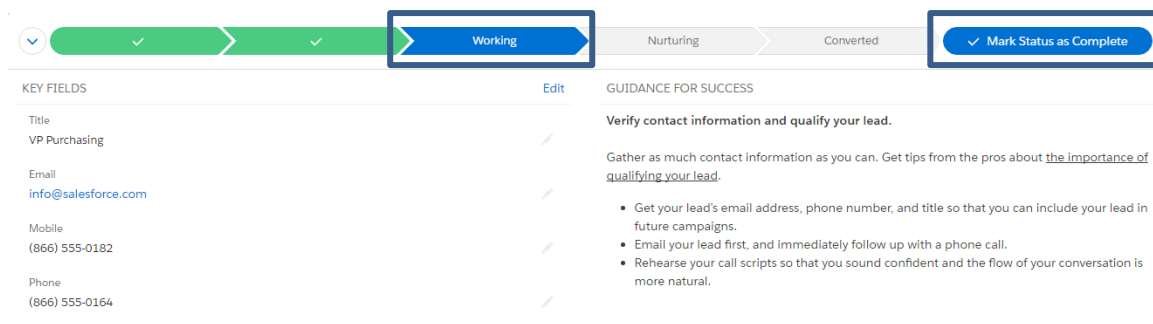 Working
Nurturing
Converted
Mark Status as Complete
KEY FIELDS
Edit
Title
VP Purchasing
Email
info@salesforce.com
Mobile
(866) 555-0182
Phone
(866) 555-0164
GUIDANCE FOR SUCCESS
Verify contact information and qualify your lead.
Gather as much contact information as you can. Get tips from the pros about the importance of
qualifying your lead.
• Get your lead's email address, phone number, and title so that you can include your lead in
future campaigns.
• Email your lead first, and immediately follow up with a phone call.
• Rehearse your call scripts so that you sound confident and the flow of your conversation is
more natural.